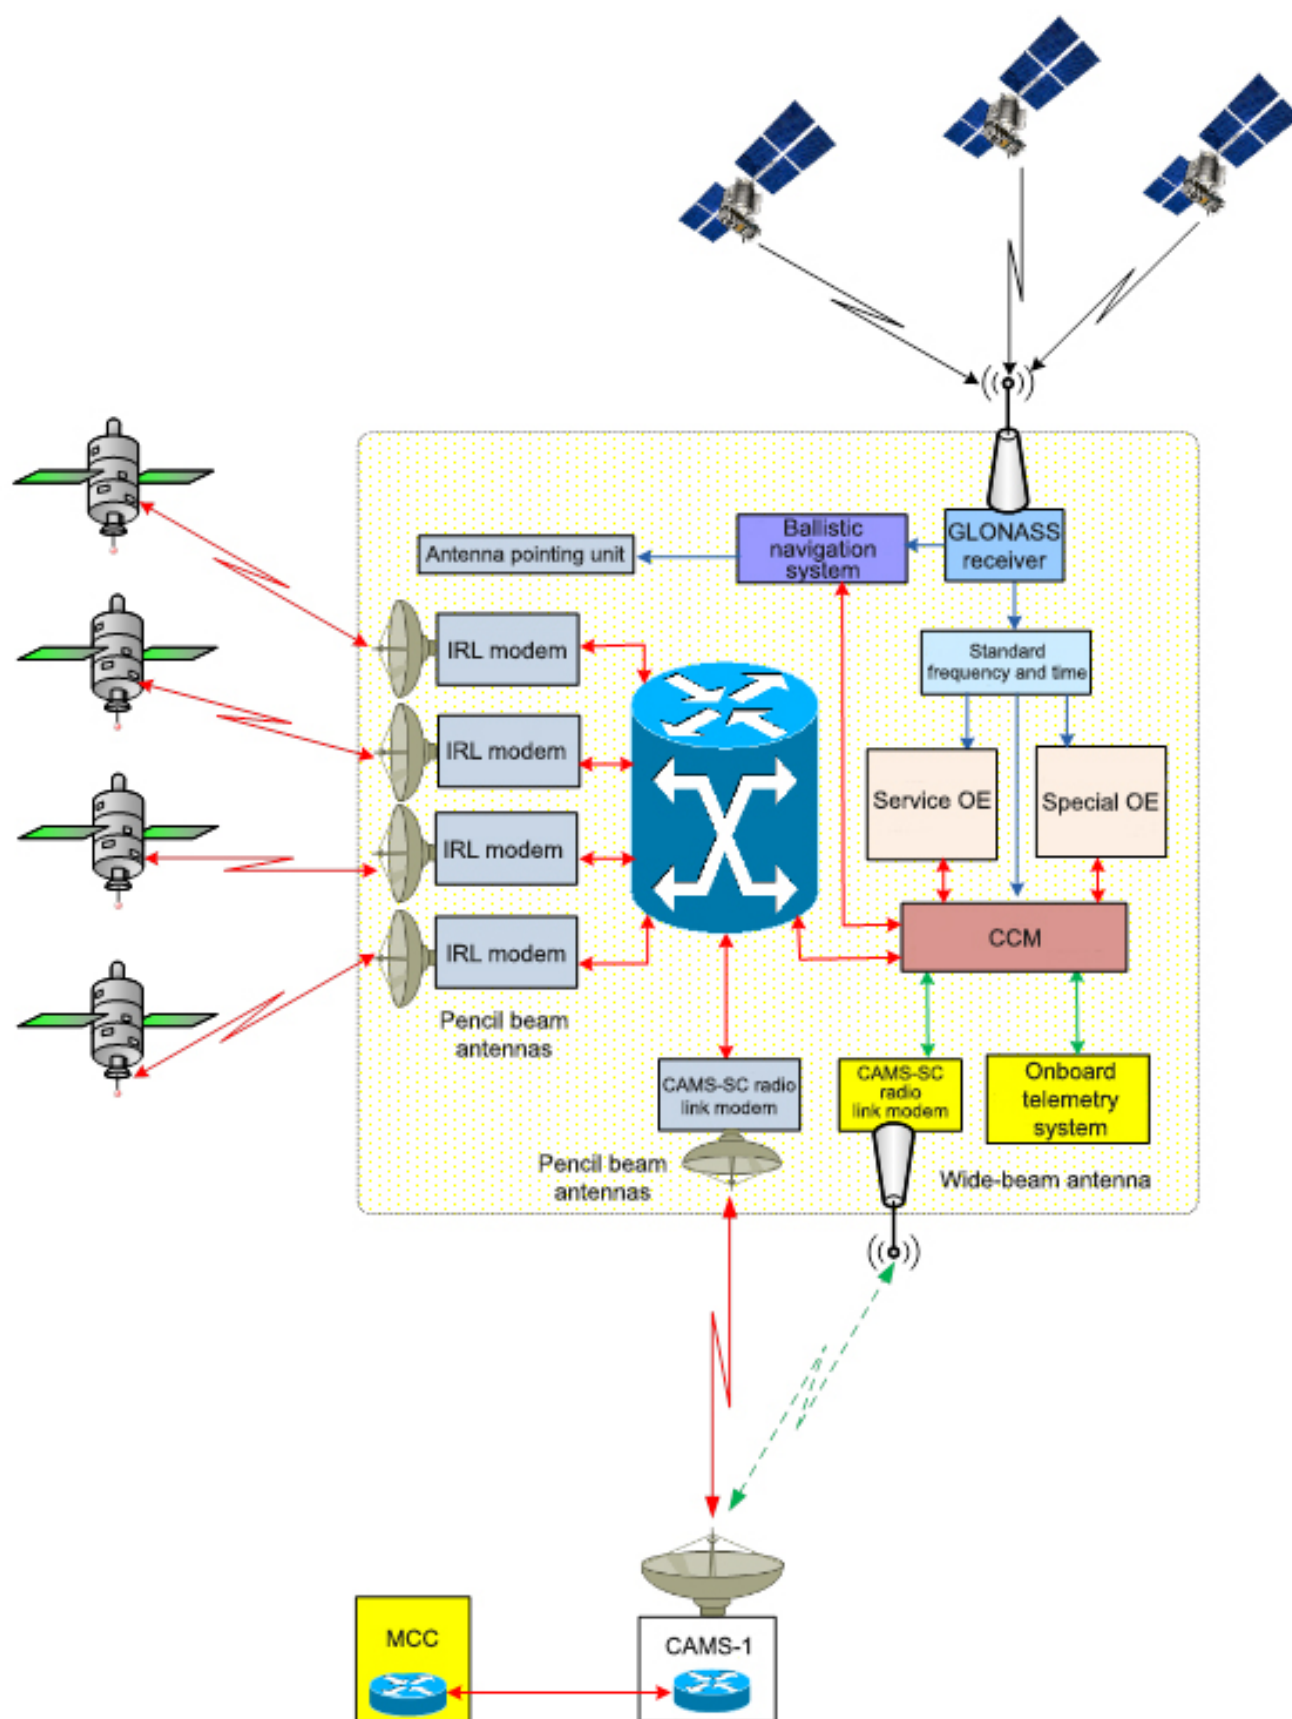 Ballistic
navigation
system
GLONASS
receiver
Antenna pointing unit
IRL modem
Standard
frequency and time
IRL modem
Service OE
Special OE
IRL modem
IRL modem
CCM
Pencil beam
antennas
CAMS-SC radio
link modem
CAMS-SC
radio
link modem
Onboard
telemetry
system
Pencil beam
antennas
Wide-beam antenna
MCC
CAMS-1